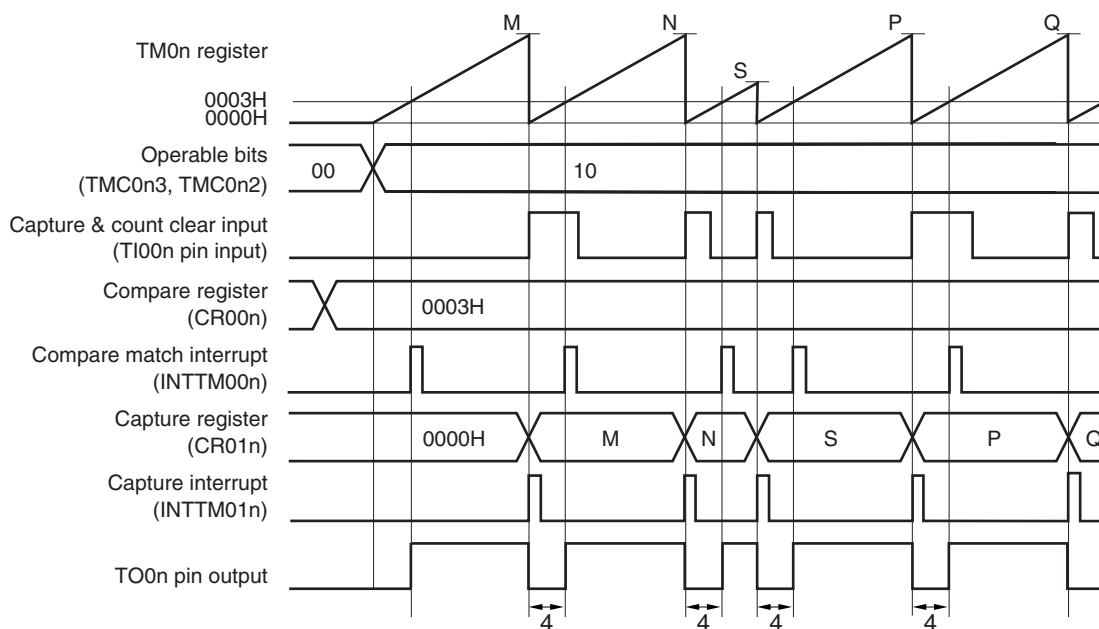 M N S P Q
TM0n register
0003H
0000H
Operable bits
(TMC0n3, TMC0n2)
00 10
Capture & count clear input
(TI00n pin input)
Compare register
(CR00n)
0003H
Compare match interrupt
(INTTM00n)
Capture register
(CR01n)
0000H M N S P Q
Capture interrupt
(INTTM01n)
TO0n pin output
4 4 4 4